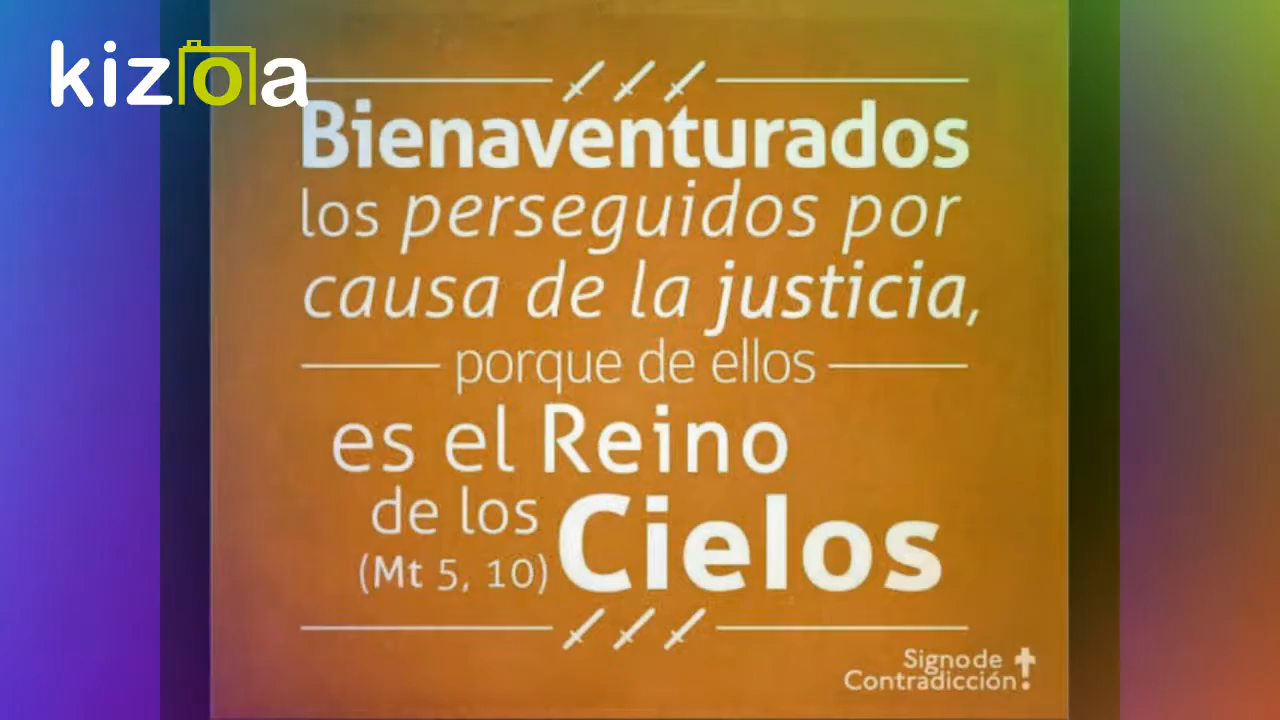 kizoa
Bienaventurados
los perseguidos por
causa de la justicia,
porque de ellos
es el Reino
de los
(Mt 5, 10) Cielos
Signo de
Contradicción